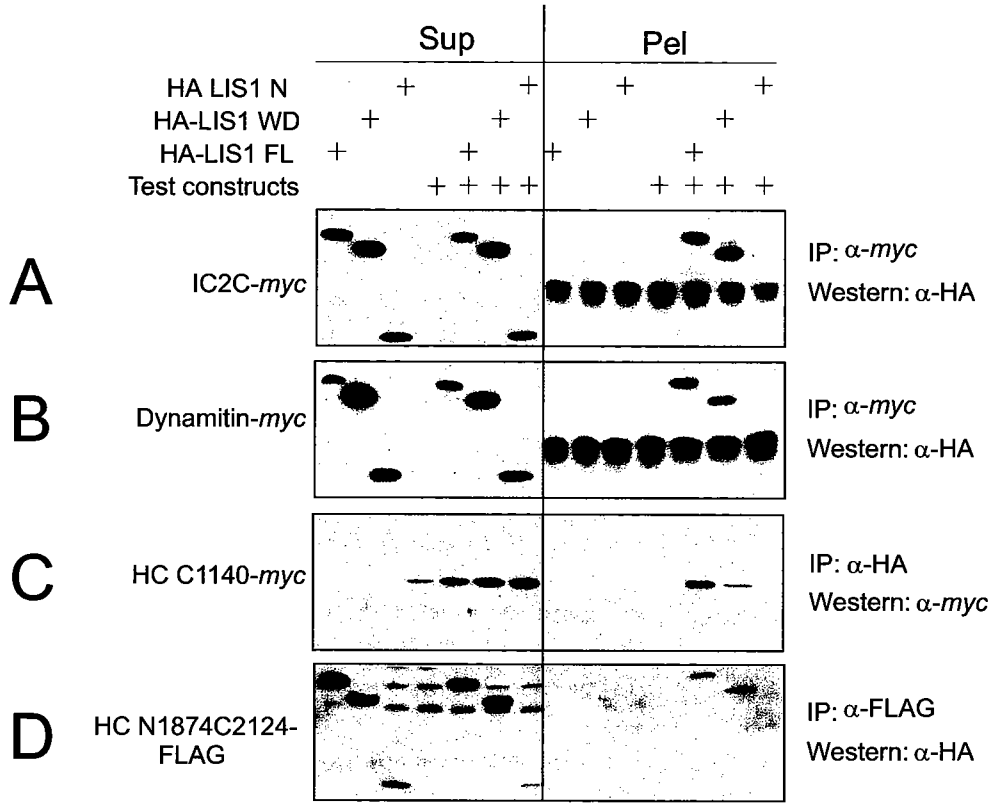 Sup Pel
HA LIS1 N + + + +
HA-LIS1 WD + + + +
HA-LIS1 FL + + + +
Test constructs + + + + + + + +
A
IC2C-myc
IP: α-myc
Western: α-HA
B
Dynamitin-myc
IP: α-myc
Western: α-HA
C
HC C1140-myc
IP: α-HA
Western: α-myc
D
HC N1874C2124-
FLAG
IP: α-FLAG
Western: α-HA